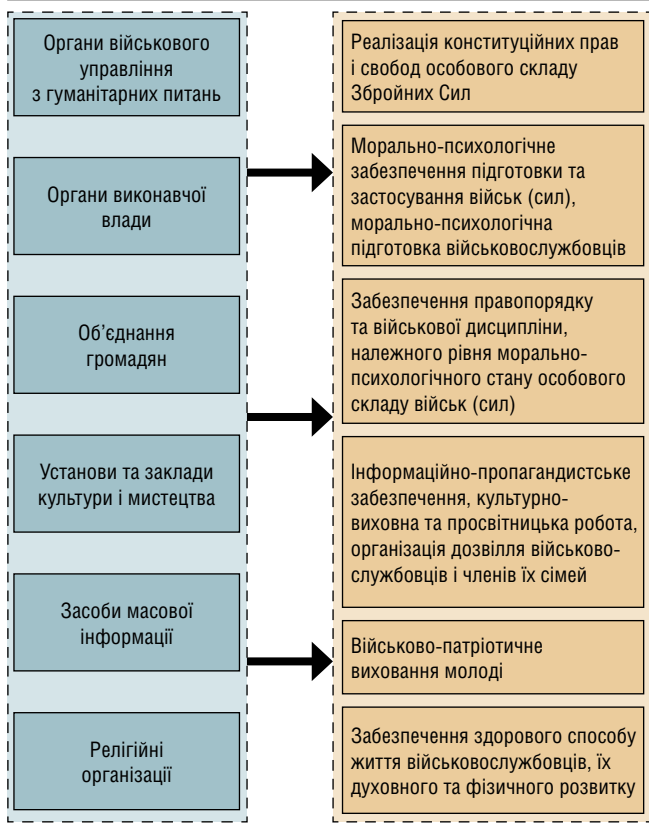 Органи військового
управління
з гуманітарних питань
Органи виконавчої
влади
Об’єднання
громадян
Установи та заклади
культури і мистецтва
Засоби масової
інформації
Релігійні
організації
Реалізація конституційних прав
і свобод особового складу
Збройних Сил
Морально-психологічне
забезпечення підготовки та
застосування військ (сил),
морально-психологічна
підготовка військовослужбовців
Забезпечення правопорядку
та військової дисципліни,
належного рівня морально-
психологічного стану особового
складу військ (сил)
Інформаційно-пропагандистське
забезпечення, культурно-
виховна та просвітницька робота,
організація дозвілля військово-
службовців і членів їх сімей
Військово-патріотичне
виховання молоді
Забезпечення здорового способу
життя військовослужбовців, їх
духовного та фізичного розвитку